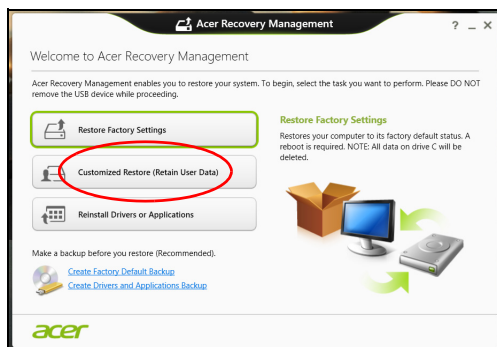 Acer Recovery Management
? _ X
Welcome to Acer Recovery Management
Acer Recovery Management enables you to restore your system. To begin, select the task you want to perform. Please DO NOT
remove the USB device while proceeding.
Restore Factory Settings
Customized Restore (Retain User Data)
Reinstall Drivers or Applications
Restore Factory Settings
Restores your computer to its factory default status. A
reboot is required. NOTE: All data on drive C will be
deleted.
Make a backup before you restore (Recommended).
Create Factory Default Backup
Create Drivers and Applications Backup
acer